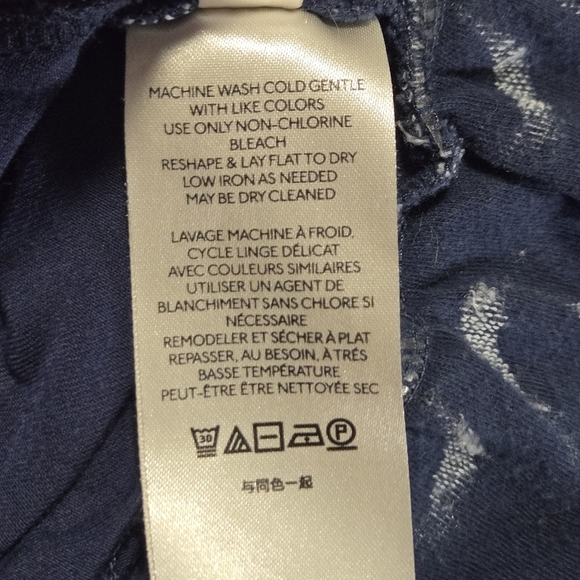 MACHINE WASH COLD GENTLE
WITH LIKE COLORS
USE ONLY NON-CHLORINE
BLEACH
RESHAPE & LAY FLAT TO DRY
LOW IRON AS NEEDED
MAY BE DRY CLEANED
LAVAGE MACHINE À FROID,
CYCLE LINGE DÉLICAT
AVEC COULEURS SIMILAIRES
UTILISER UN AGENT DE
BLANCHIMENT SANS CHLORE SI
NÉCESSAIRE
REMODELER ET SÉCHER À PLAT
REPASSER, AU BESOIN, À TRÉS
BASSE TEMPÉRATURE
PEUT-ÊTRE ÊTRE NETTOYÉE SEC
30 P
与同色一起